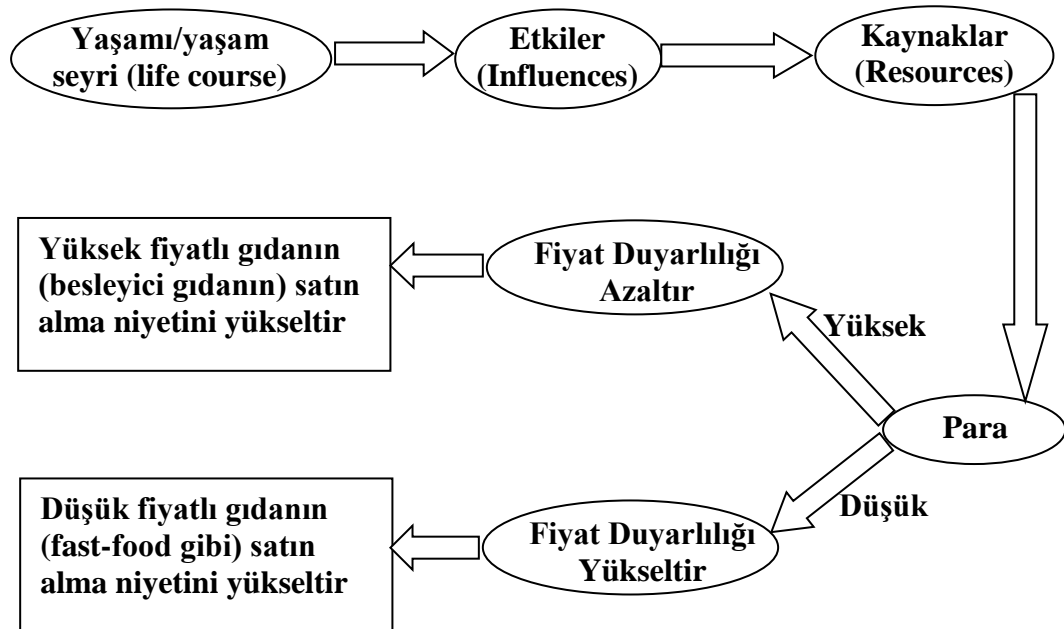 Yaşamı/yaşam
seyri (life course)
Etkiler
(Influences)
Kaynaklar
(Resources)
Yüksek fiyatlı gıdanın
(besleyici gıdanın) satın
alma niyetini yükseltir
Fiyat Duyarlılığı
Azaltır
Yüksek
Para
Düşük
Düşük fiyatlı gıdanın
(fast-food gibi) satın
alma niyetini yükseltir
Fiyat Duyarlılığı
Yükseltir